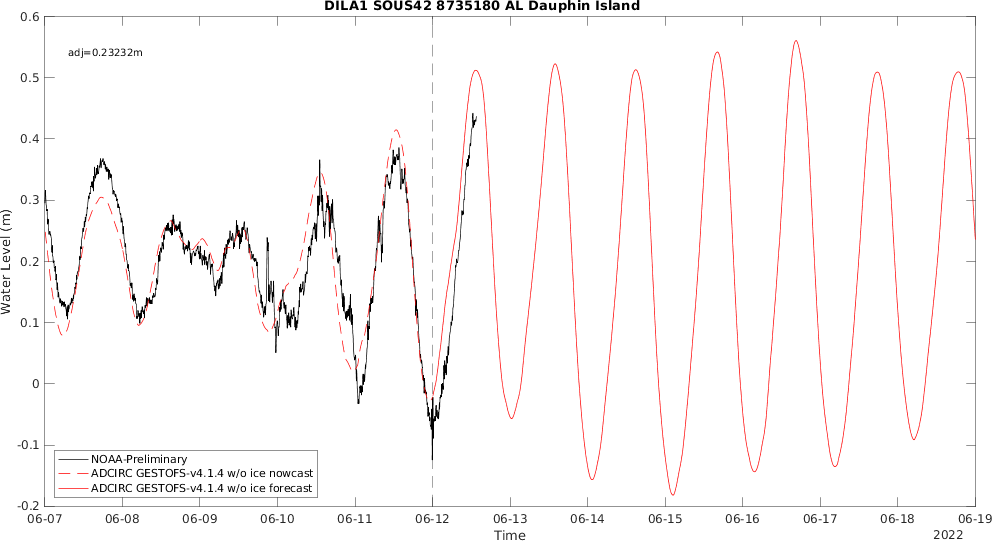 DILA1 SOUS42 8735180 AL Dauphin Island
adj=0.23232m
0.6
0.5
0.4
0.3
0.2
0.1
0
-0.1
-0.2
Water Level (m)
NOAA-Preliminary
ADCIRC GESTOFS-v4.1.4 w/o ice nowcast
ADCIRC GESTOFS-v4.1.4 w/o ice forecast
06-07 06-08 06-09 06-10 06-11 06-12 06-13 06-14 06-15 06-16 06-17 06-18 06-19
Time
2022